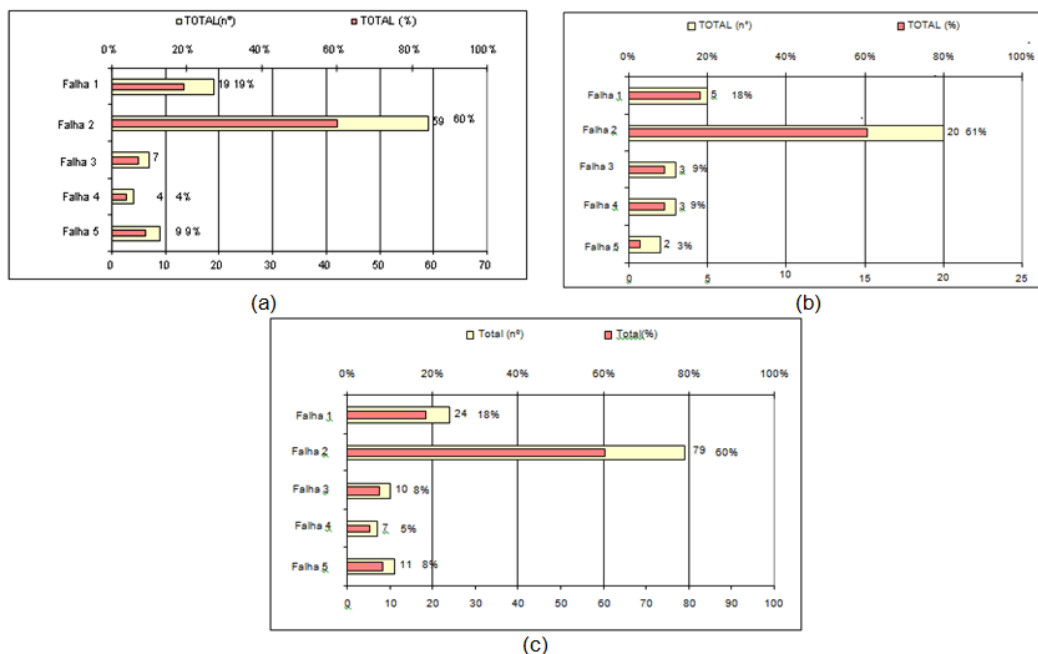 TOTAL(nº) TOTAL (%)
0% 20% 40% 60% 80% 100%
Falha 1 19 19%
Falha 2 59 60%
Falha 3 7
Falha 4 4 4%
Falha 5 9 9%
0 10 20 30 40 50 60 70
(a)
TOTAL (nº) TOTAL (%)
0% 20% 40% 60% 80% 100%
Falha 1 5 18%
Falha 2 20 61%
Falha 3 3 9%
Falha 4 3 9%
Falha 5 2 3%
0 5 10 15 20 25
(b)
Total (nº) Total(%)
0% 20% 40% 60% 80% 100%
Falha 1 24 18%
Falha 2 79 60%
Falha 3 10 8%
Falha 4 7 5%
Falha 5 11 8%
0 10 20 30 40 50 60 70 80 90 100
(c)